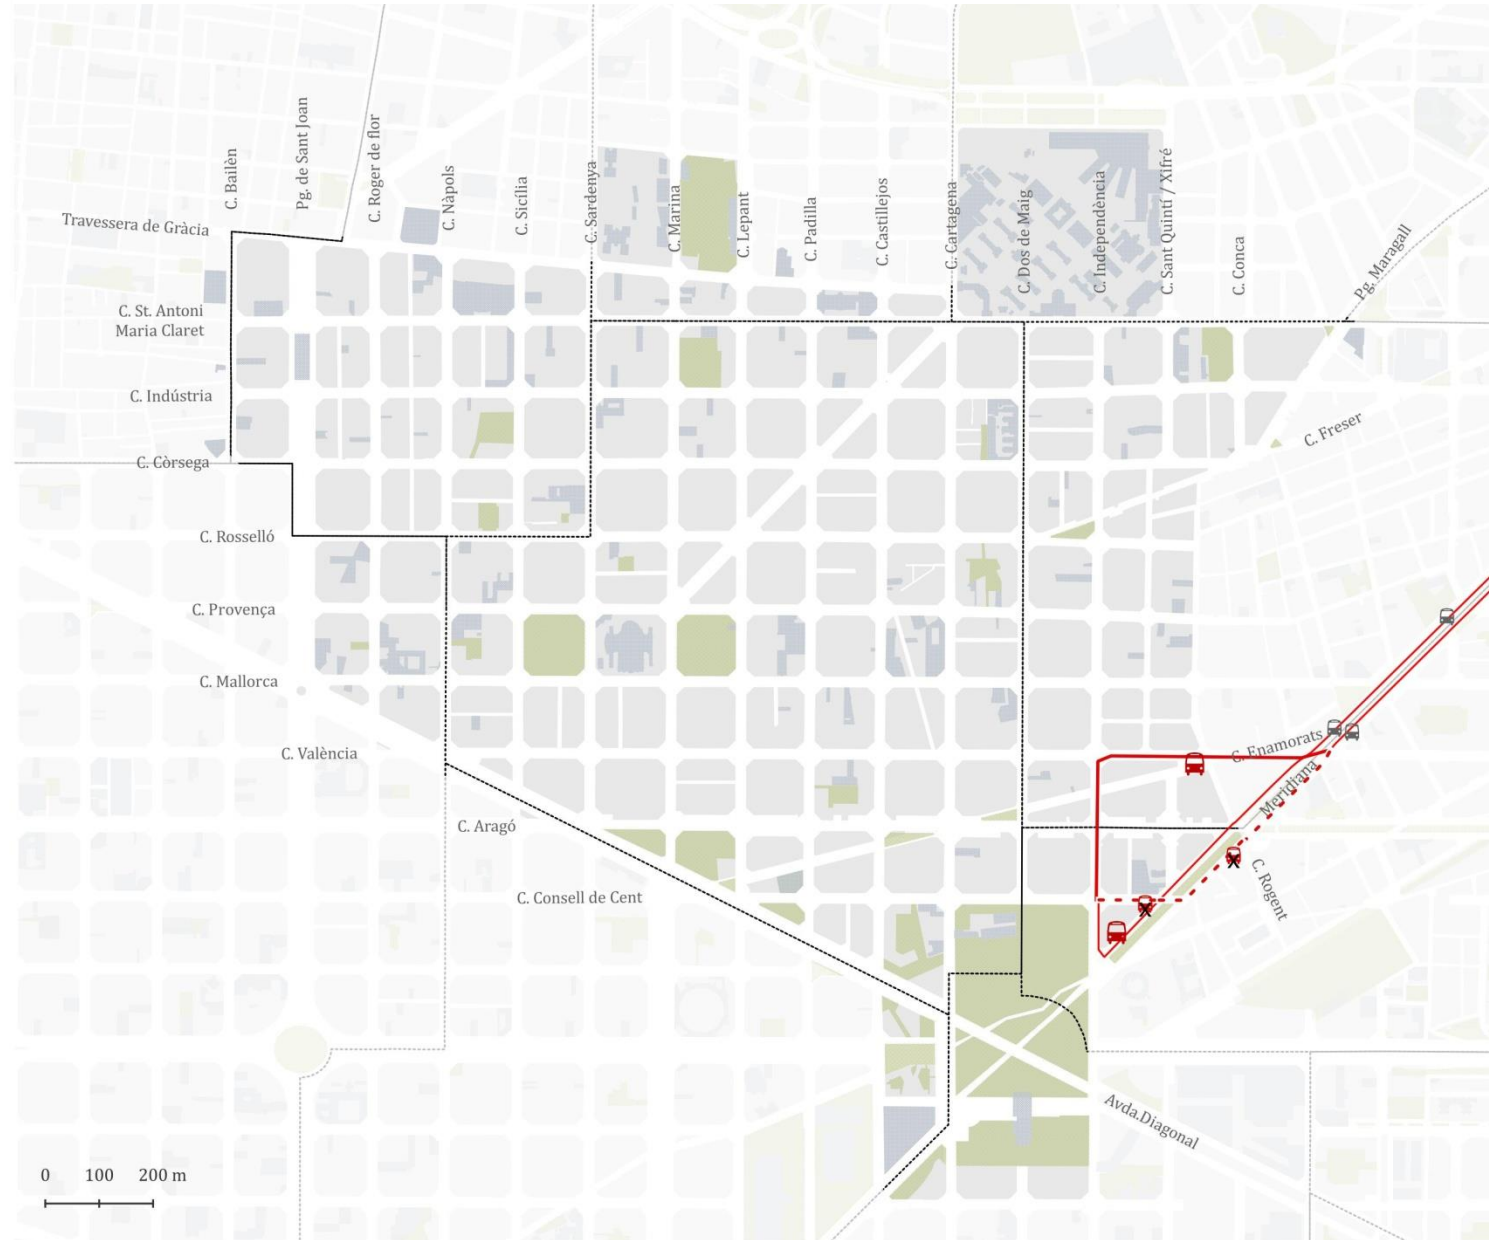 C. Bailèn
Pg. de Sant Joan
C. Roger de flor
C. Nàpols
C. Sicília
C. Sardenya
C. Marina
C. Lepant
C. Padilla
C. Castillejos
C. Cartagena
C. Dos de Maig
C. Independència
C. Sant Quintí / Xifré
C. Conca
Pg. Maragall
Travessera de Gràcia
C. St. Antoni
Maria Claret
C. Indústria
C. Freser
C. Còrsega
C. Rosselló
C. Provença
C. Mallorca
C. València
C. Enamorats
Meridiana
C. Aragó
C. Rogent
C. Consell de Cent
Avda.Diagonal
0 100 200 m